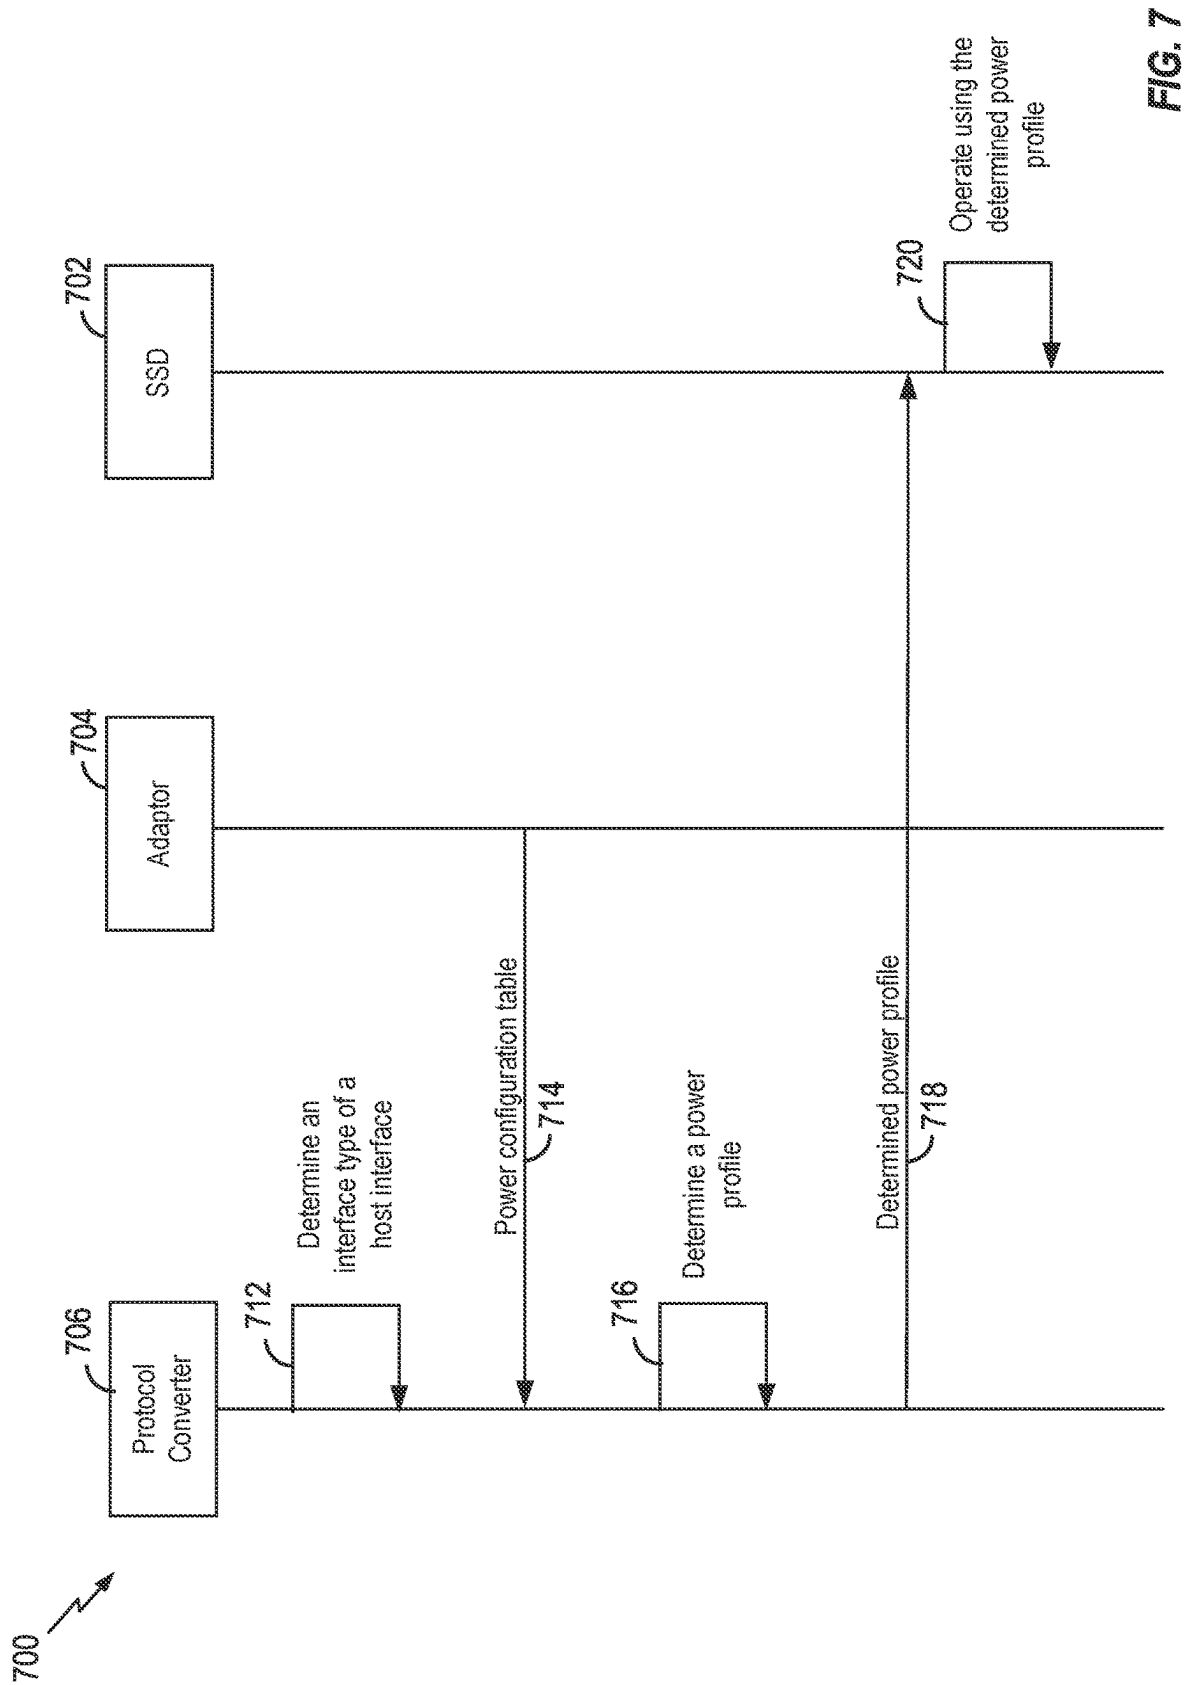 700
706
Protocol
Converter
704
Adaptor
702
SSD
712
Determine an
interface type of a
host interface
Power configuration table
714
716
Determine a power
profile
Determined power profile
718
720
Operate using the
determined power
profile
FIG. 7